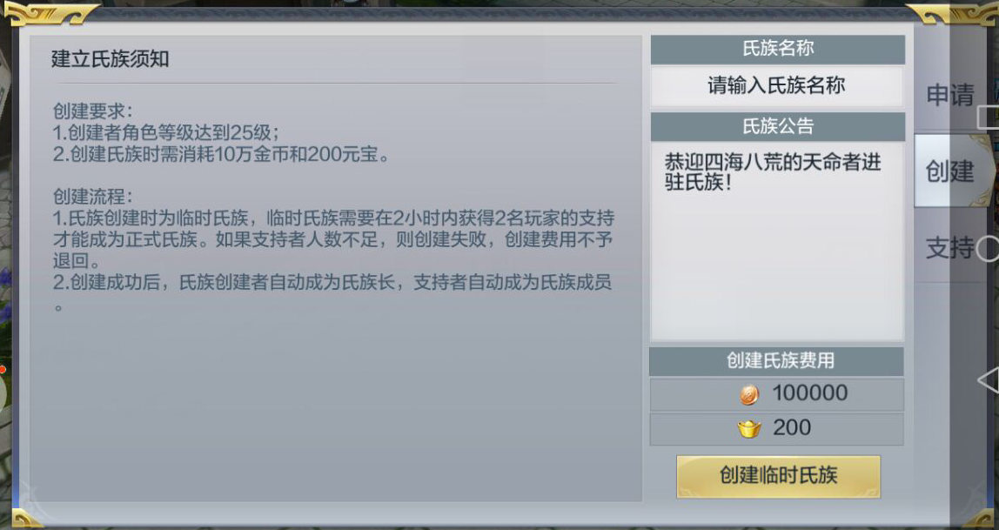 建立氏族须知
创建要求：
1.创建者角色等级达到25级；
2.创建氏族时需消耗10万金币和200元宝。
创建流程：
1.氏族创建时为临时氏族，临时氏族需要在2小时内获得2名玩家的支持
才能成为正式氏族。如果支持者人数不足，则创建失败，创建费用不予
退回。
2.创建成功后，氏族创建者自动成为氏族长，支持者自动成为氏族成员
。
氏族名称
请输入氏族名称
氏族公告
恭迎四海八荒的天命者进
驻氏族！
创建氏族费用
100000
200
创建临时氏族
申请
创建
支持